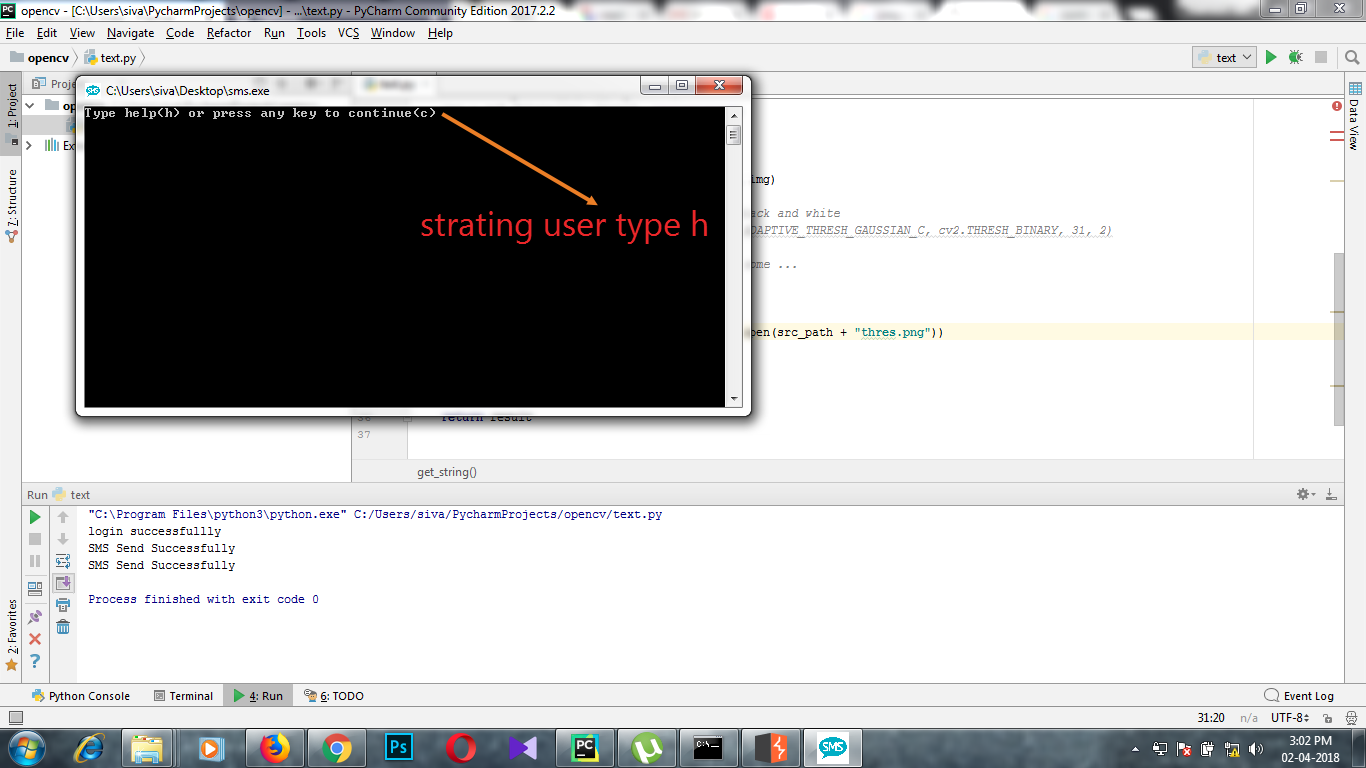 opencv - [C:\Users\siva\PycharmProjects\opencv] - ...\text.py - PyCharm Community Edition 2017.2.2
File Edit View Navigate Code Refactor Run Tools VCS Window Help
opencv text.py
text
1: Project
7: Structure
2: Favorites
Data View
C:\Users\siva\Desktop\sms.exe
Type help(h) or press any key to continue(c)
strating user type h
img)
ack and white
DAPTIVE_THRESH_GAUSSIAN_C, cv2.THRESH_BINARY, 31, 2)
ome ...
pen(src_path + "thres.png"))
36 return result
37
get_string()
Run text
"C:\Program Files\python3\python.exe" C:/Users/siva/PycharmProjects/opencv/text.py
login successfullly
SMS Send Successfully
SMS Send Successfully
Process finished with exit code 0
Python Console Terminal 4: Run 6: TODO Event Log
31:20 n/a UTF-8
Ps PC C:\ SMS
3:02 PM
02-04-2018